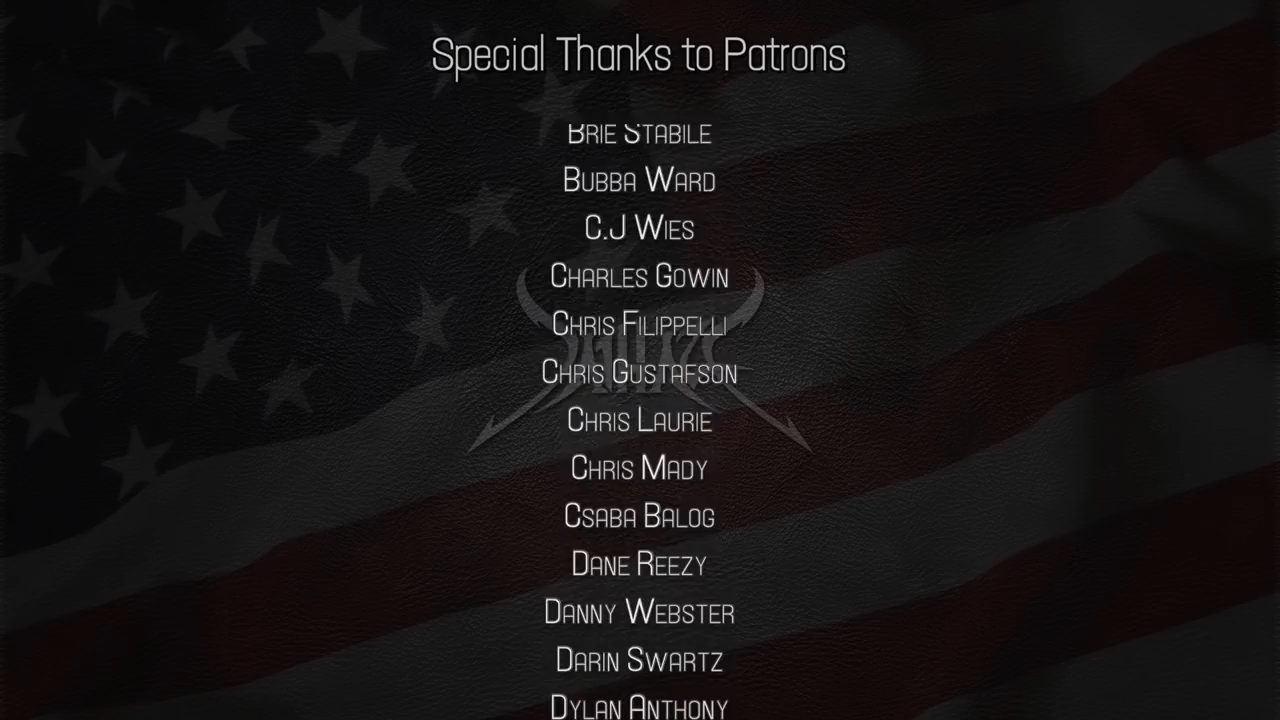 Special Thanks to Patrons
Brie Stabile
Bubba Ward
C.J Wies
Charles Gowin
Chris Filippelli
Chris Gustafson
Chris Laurie
Chris Mady
Csaba Balog
Dane Reezy
Danny Webster
Darin Swartz
Dylan Anthony